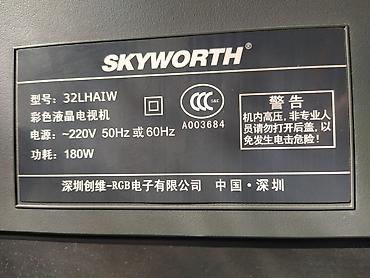 SKYWORTH®
型号：32LHAIW
彩色液晶电视机
电源：~220V 50Hz 或 60Hz
功耗：180W
CCC
S&E
A003684
警告
机内高压，非专业人
员请勿打开后盖，以
免发生电击危险！
深圳创维-RGB电子有限公司 中国·深圳